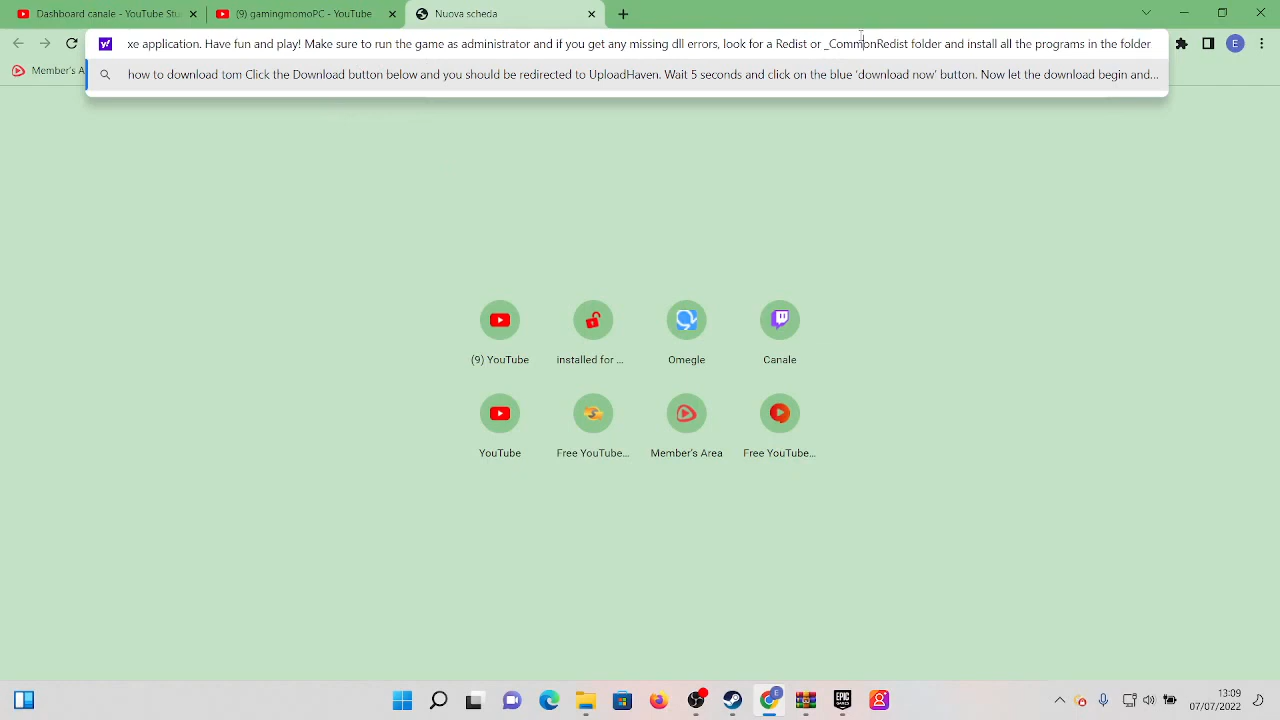 Dashboard canale - YouTube Stu
(9) gamingmomoPC - YouTube
Nuova scheda
xe application. Have fun and play! Make sure to run the game as administrator and if you get any missing dll errors, look for a Redist or _CommonRedist folder and install all the programs in the folder
Member's A
how to download tom Click the Download button below and you should be redirected to UploadHaven. Wait 5 seconds and click on the blue 'download now' button. Now let the download begin and...
(9) YouTube
installed for ...
Omegle
Canale
YouTube
Free YouTube...
Member's Area
Free YouTube...
13:09
07/07/2022